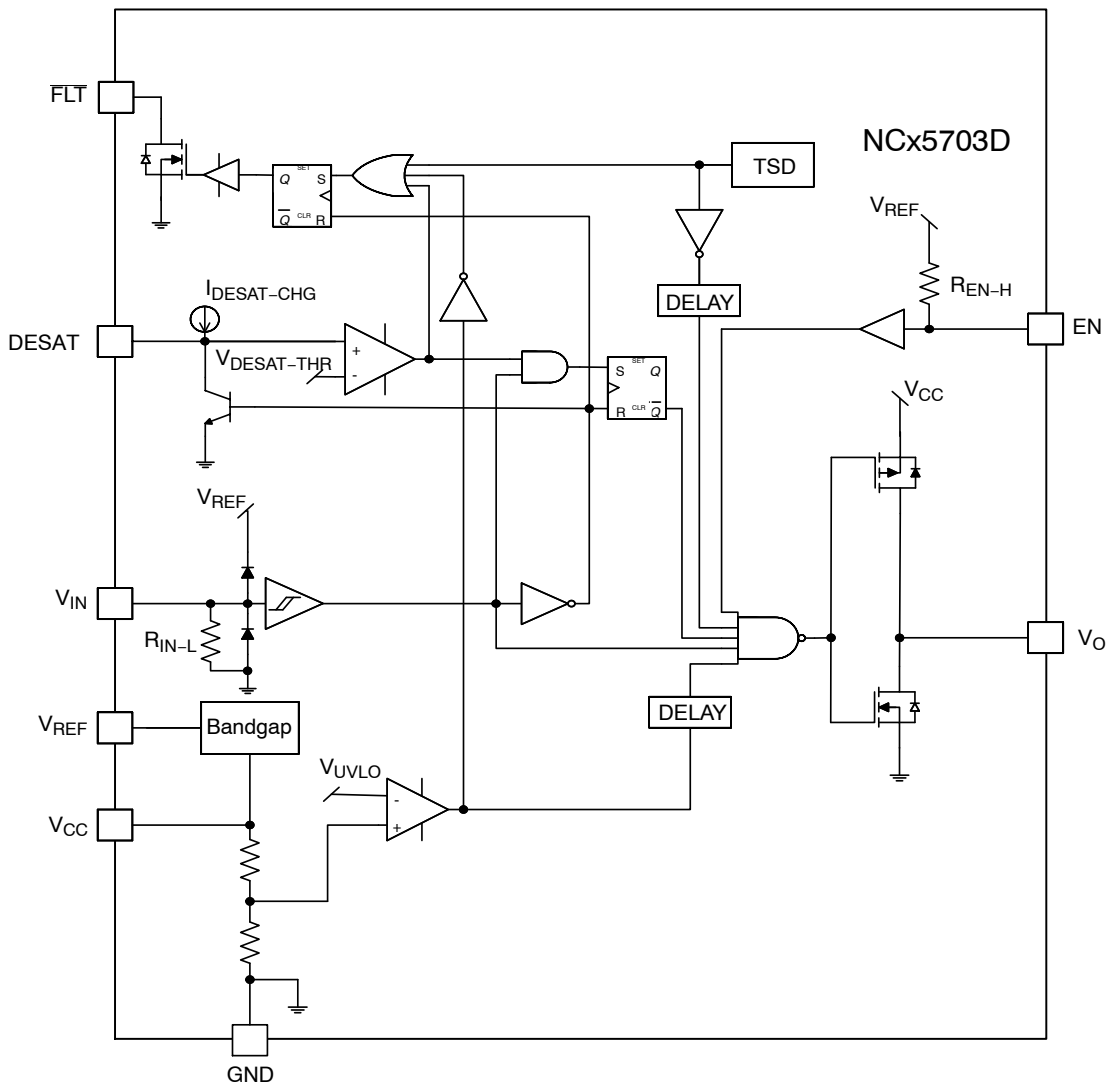 FLT
NCx5703D
TSD
SET
Q S
Q CLR R
VREF
IDESAT−CHG
DELAY
REN−H
DESAT
EN
VDESAT−THR
+
-
SET
S Q
R CLR Q
VCC
VREF
VIN
RIN−L
VO
VREF
Bandgap
DELAY
VUVLO
-
+
VCC
GND